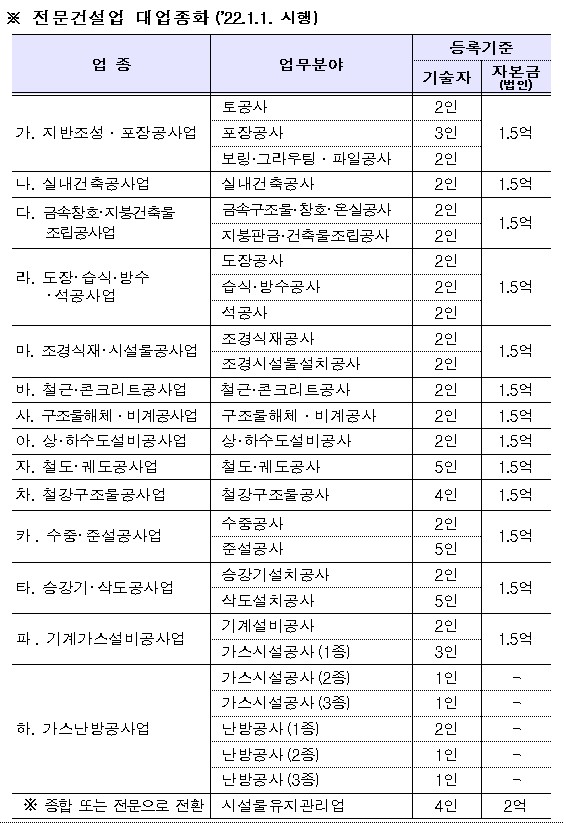 ※ 전문건설업 대업종화 ('22.1.1. 시행)
업 종 업무분야 등록기준
기술자 자본금 (법인)
가. 지반조성·포장공사업 토공사 2인 1.5억
포장공사 3인
보링·그라우팅·파일공사 2인
나. 실내건축공사업 실내건축공사 2인 1.5억
다. 금속창호·지붕건축물 조립공사업 금속구조물·창호·온실공사 2인 1.5억
지붕판금·건축물조립공사 2인
라. 도장·습식·방수 ·석공사업 도장공사 2인 1.5억
습식·방수공사 2인
석공사 2인
마. 조경식재·시설물공사업 조경식재공사 2인 1.5억
조경시설물설치공사 2인
바. 철근·콘크리트공사업 철근·콘크리트공사 2인 1.5억
사. 구조물해체·비계공사업 구조물해체·비계공사 2인 1.5억
아. 상·하수도설비공사업 상·하수도설비공사 2인 1.5억
자. 철도·궤도공사업 철도·궤도공사 5인 1.5억
차. 철강구조물공사업 철강구조물공사 4인 1.5억
카. 수중·준설공사업 수중공사 2인 1.5억
준설공사 5인
타. 승강기·삭도공사업 승강기설치공사 2인 1.5억
삭도설치공사 5인
파. 기계가스설비공사업 기계설비공사 2인 1.5억
가스시설공사(1종) 3인
하. 가스난방공사업 가스시설공사(2종) 1인 -
가스시설공사(3종) 1인 -
난방공사(1종) 2인 -
난방공사(2종) 1인 -
난방공사(3종) 1인 -
※ 종합 또는 전문으로 전환 시설물유지관리업 4인 2억